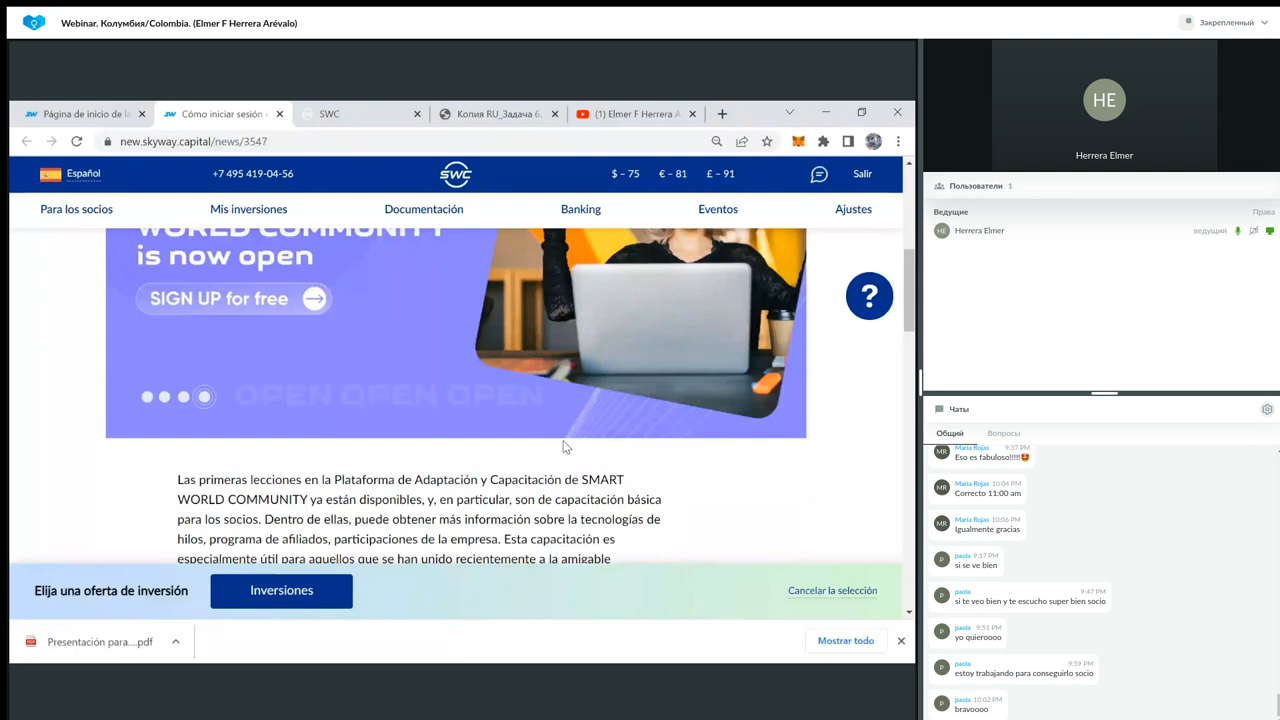 Webinar. Колумбия/Colombia. (Elmer F Herrera Arévalo)
Закрепленный
Página de inicio de la
Cómo iniciar sesión e
SWC
Копия RU_Задача 6.
(1) Elmer F Herrera A
new.skyway.capital/news/3547
Español
+7 495 419-04-56
SWC
$ – 75
€ – 81
£ – 91
Salir
Para los socios
Mis inversiones
Documentación
Banking
Eventos
Ajustes
WORLD COMMUNITY
is now open
SIGN UP for free
OPEN OPEN OPEN
?
Las primeras lecciones en la Plataforma de Adaptación y Capacitación de SMART
WORLD COMMUNITY ya están disponibles, y, en particular, son de capacitación básica
para los socios. Dentro de ellas, puede obtener más información sobre la tecnologías de
hilos, programa de afiliados, participaciones de la empresa. Esta capacitación es
especialmente útil para aquellos que se han unido recientemente a la amigable
Elija una oferta de inversión
Inversiones
Cancelar la selección
Presentación para....pdf
Mostrar todo
HE
Herrera Elmer
Пользователи 1
Ведущие
Права
HE
Herrera Elmer
ведущий
Чаты
Общий
Вопросы
MR
Maria Rojas 9:37 PM
Eso es fabuloso!!!!!🤩
MR
Maria Rojas 10:04 PM
Correcto 11:00 am
MR
Maria Rojas 10:06 PM
Igualmente gracias
P
paola 9:17 PM
si se ve bien
P
paola 9:47 PM
si te veo bien y te escucho super bien socio
P
paola 9:51 PM
yo quieroooo
P
paola 9:59 PM
estoy trabajando para conseguirlo socio
P
paola 10:02 PM
bravoooo